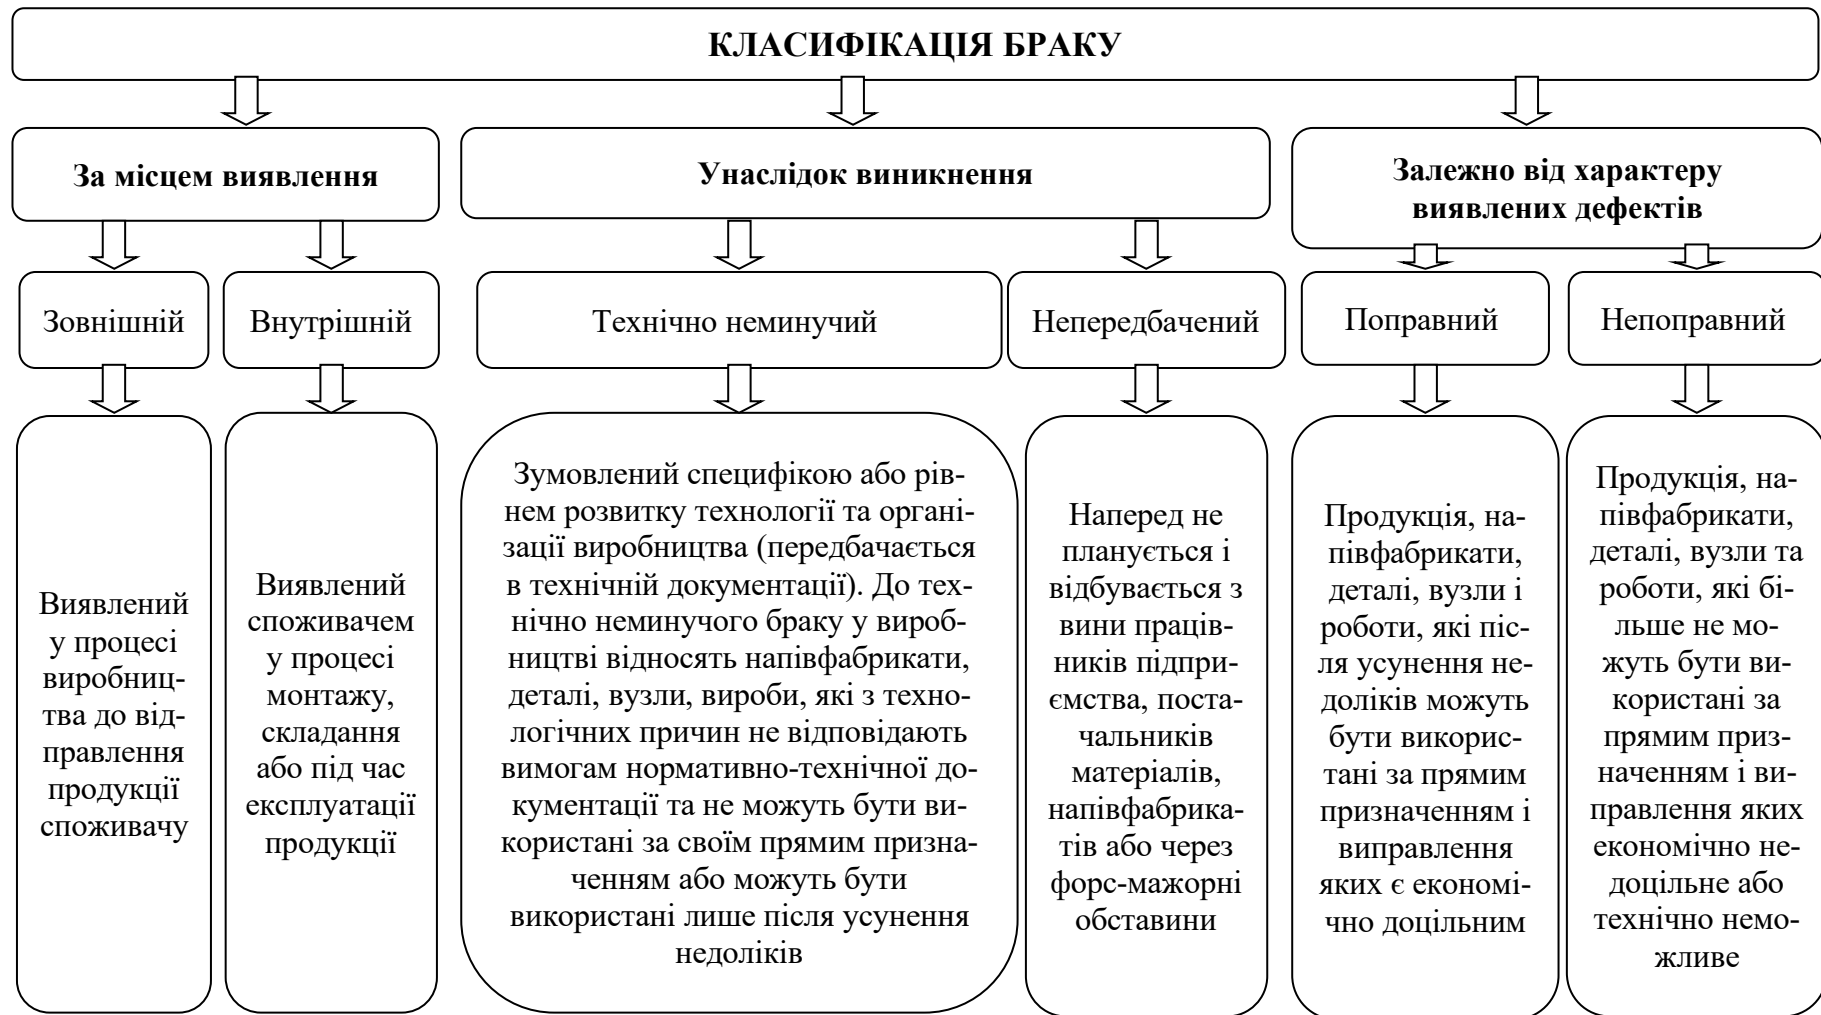 КЛАСИФІКАЦІЯ БРАКУ
За місцем виявлення
Унаслідок виникнення
Залежно від характеру
виявлених дефектів
Зовнішній
Внутрішній
Технічно неминучий
Непередбачений
Поправний
Непоправний
Виявлений
у процесі
виробниц-
тва до від-
правлення
продукції
споживачу
Виявлений
споживачем
у процесі
монтажу,
складання
або під час
експлуатації
продукції
Зумовлений специфікою або рів-
нем розвитку технології та органі-
зації виробництва (передбачається
в технічній документації). До тех-
нічно неминучого браку у вироб-
ництві відносять напівфабрикати,
деталі, вузли, вироби, які з техно-
логічних причин не відповідають
вимогам нормативно-технічної до-
кументації та не можуть бути ви-
користані за своїм прямим призна-
ченням або можуть бути
використані лише після усунення
недоліків
Наперед не
планується і
відбувається з
вини праців-
ників підпри-
ємства, поста-
чальників
матеріалів,
напівфабрика-
тів або через
форс-мажорні
обставини
Продукція, на-
півфабрикати,
деталі, вузли і
роботи, які піс-
ля усунення не-
доліків можуть
бути викорис-
тані за прямим
призначенням і
виправлення
яких є економі-
чно доцільним
Продукція, на-
півфабрикати,
деталі, вузли та
роботи, які бі-
льше не мо-
жуть бути ви-
користані за
прямим приз-
наченням і ви-
правлення яких
економічно не-
доцільне або
технічно немо-
жливе